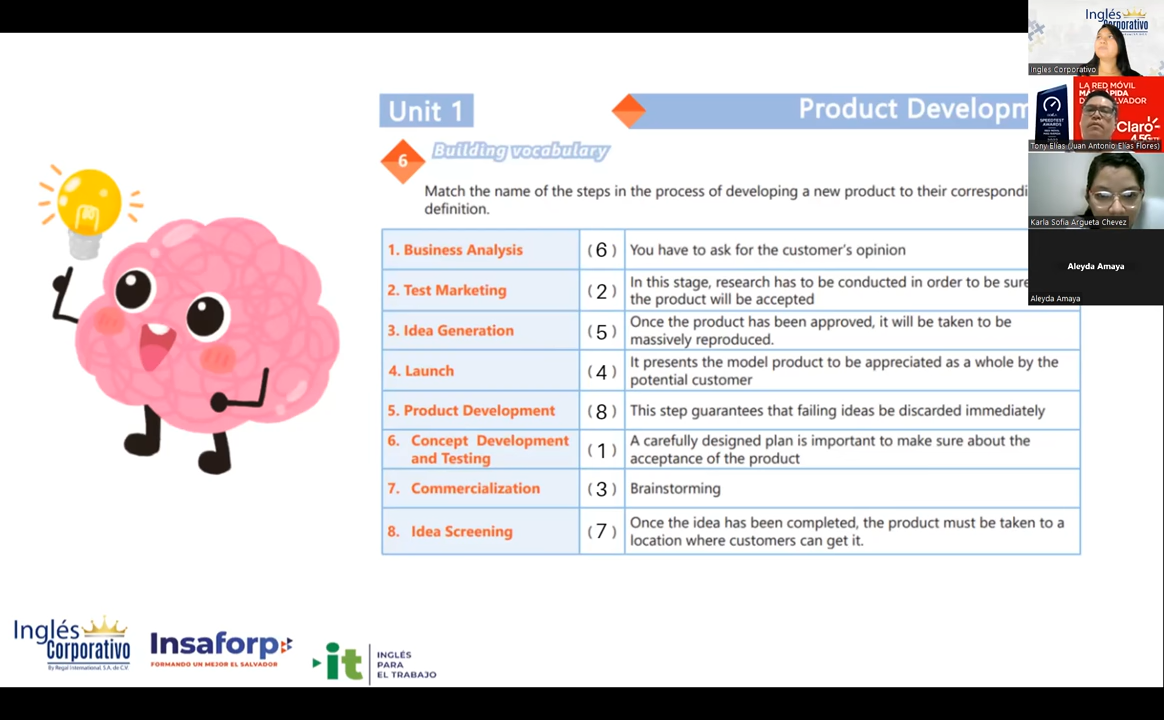 Unit 1
Product Developm
6
Building vocabulary
Match the name of the steps in the process of developing a new product to their correspondi
definition.
1. Business Analysis
( 6 )
You have to ask for the customer's opinion
2. Test Marketing
( 2 )
In this stage, research has to be conducted in order to be sure
the product will be accepted
3. Idea Generation
( 5 )
Once the product has been approved, it will be taken to be
massively reproduced.
4. Launch
( 4 )
It presents the model product to be appreciated as a whole by the
potential customer
5. Product Development
( 8 )
This step guarantees that failing ideas be discarded immediately
6. Concept Development
and Testing
( 1 )
A carefully designed plan is important to make sure about the
acceptance of the product
7. Commercialization
( 3 )
Brainstorming
8. Idea Screening
( 7 )
Once the idea has been completed, the product must be taken to a
location where customers can get it.
Inglés
Corporativo
By Regal International, S.A. de C.V.
Insaforp
FORMANDO UN MEJOR EL SALVADOR
it
INGLÉS
PARA
EL TRABAJO
Inglés
Corporativo
Ingles Corporativo
LA RED MÓVIL
SPEEDTEST
AWARDS
Claro
4.5G
Tony Elias (Juan Antonio Elias Flores)
Karla Sofia Argueta Chevez
Aleyda Amaya
Aleyda Amaya